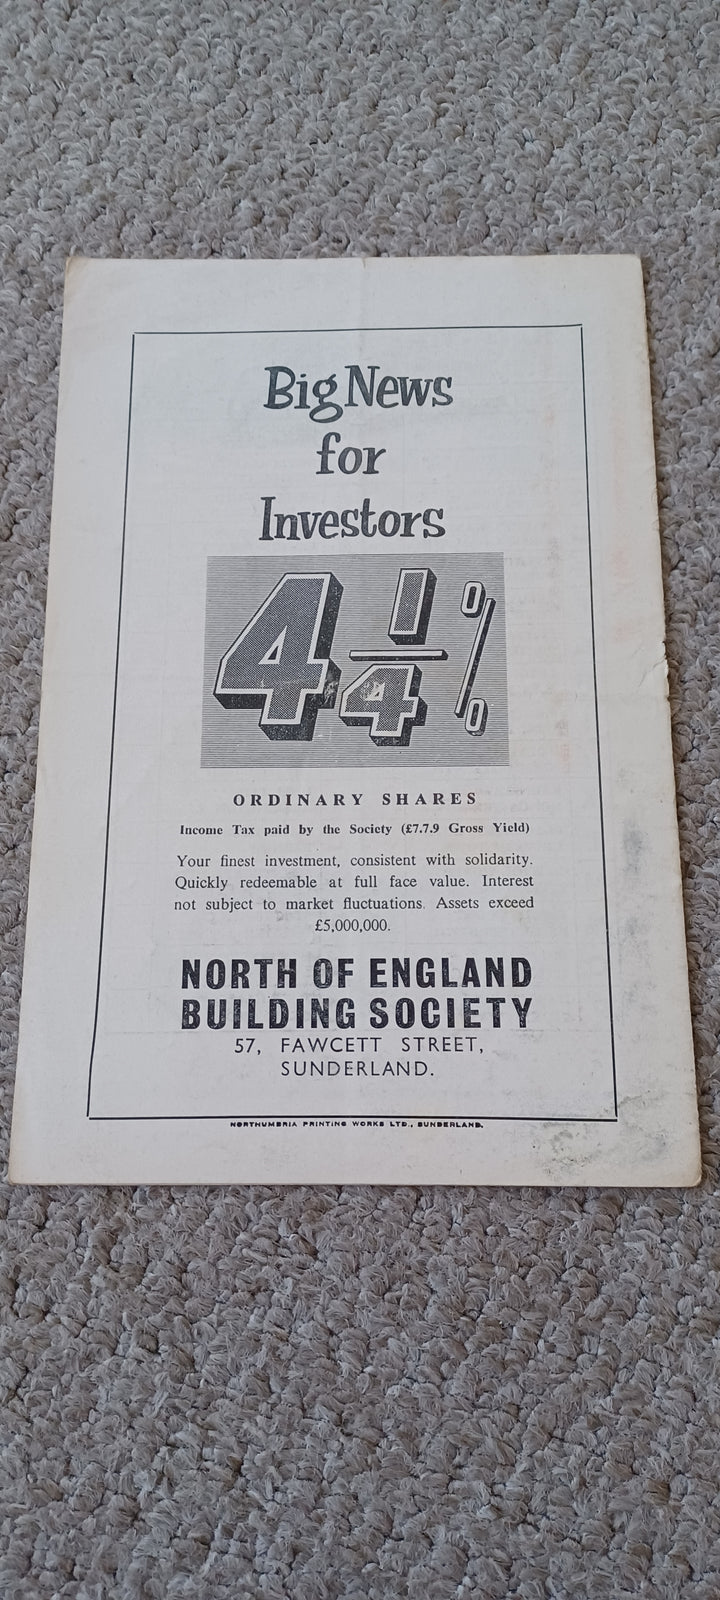 Big News
for
Investors
4 1/4 %
ORDINARY SHARES
Income Tax paid by the Society (£7.7.9 Gross Yield)
Your finest investment, consistent with solidarity.
Quickly redeemable at full face value. Interest
not subject to market fluctuations. Assets exceed
£5,000,000.
NORTH OF ENGLAND
BUILDING SOCIETY
57, FAWCETT STREET,
SUNDERLAND.
NORTHUMBRIA PRINTING WORKS LTD., SUNDERLAND.